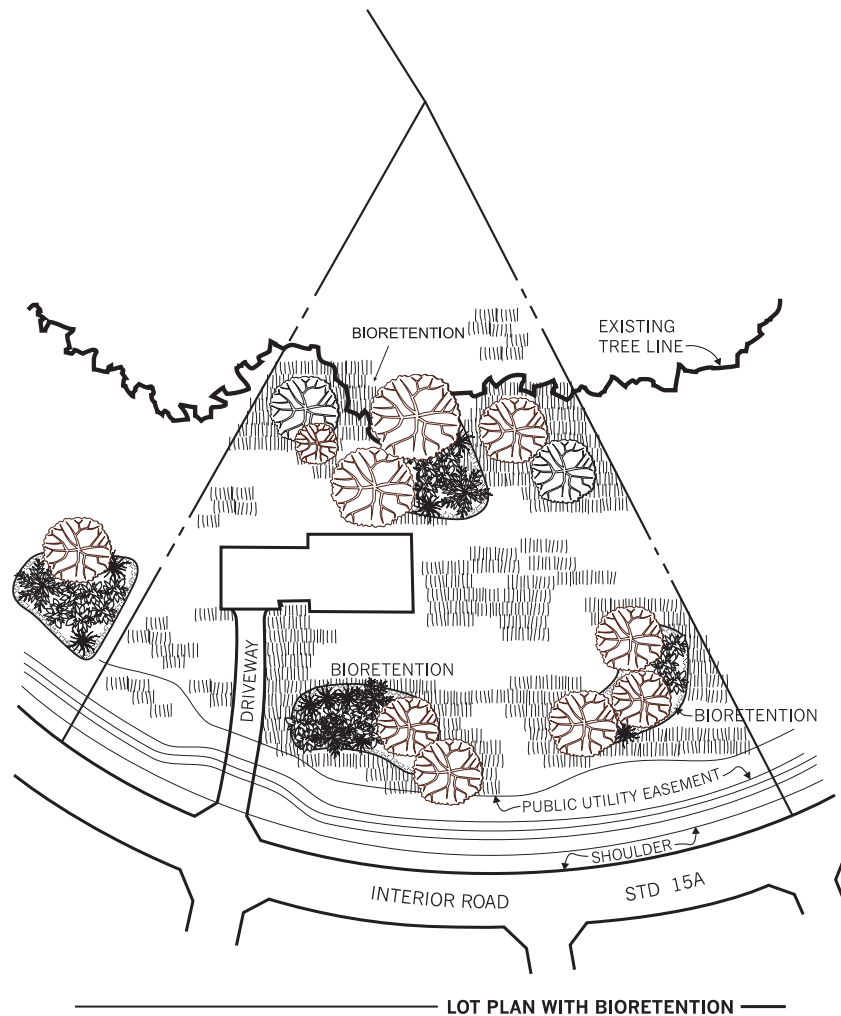 BIORETENTION
EXISTING
TREE LINE
DRIVEWAY
BIORETENTION
BIORETENTION
PUBLIC UTILITY EASEMENT
SHOULDER
INTERIOR ROAD
STD 15A
LOT PLAN WITH BIORETENTION